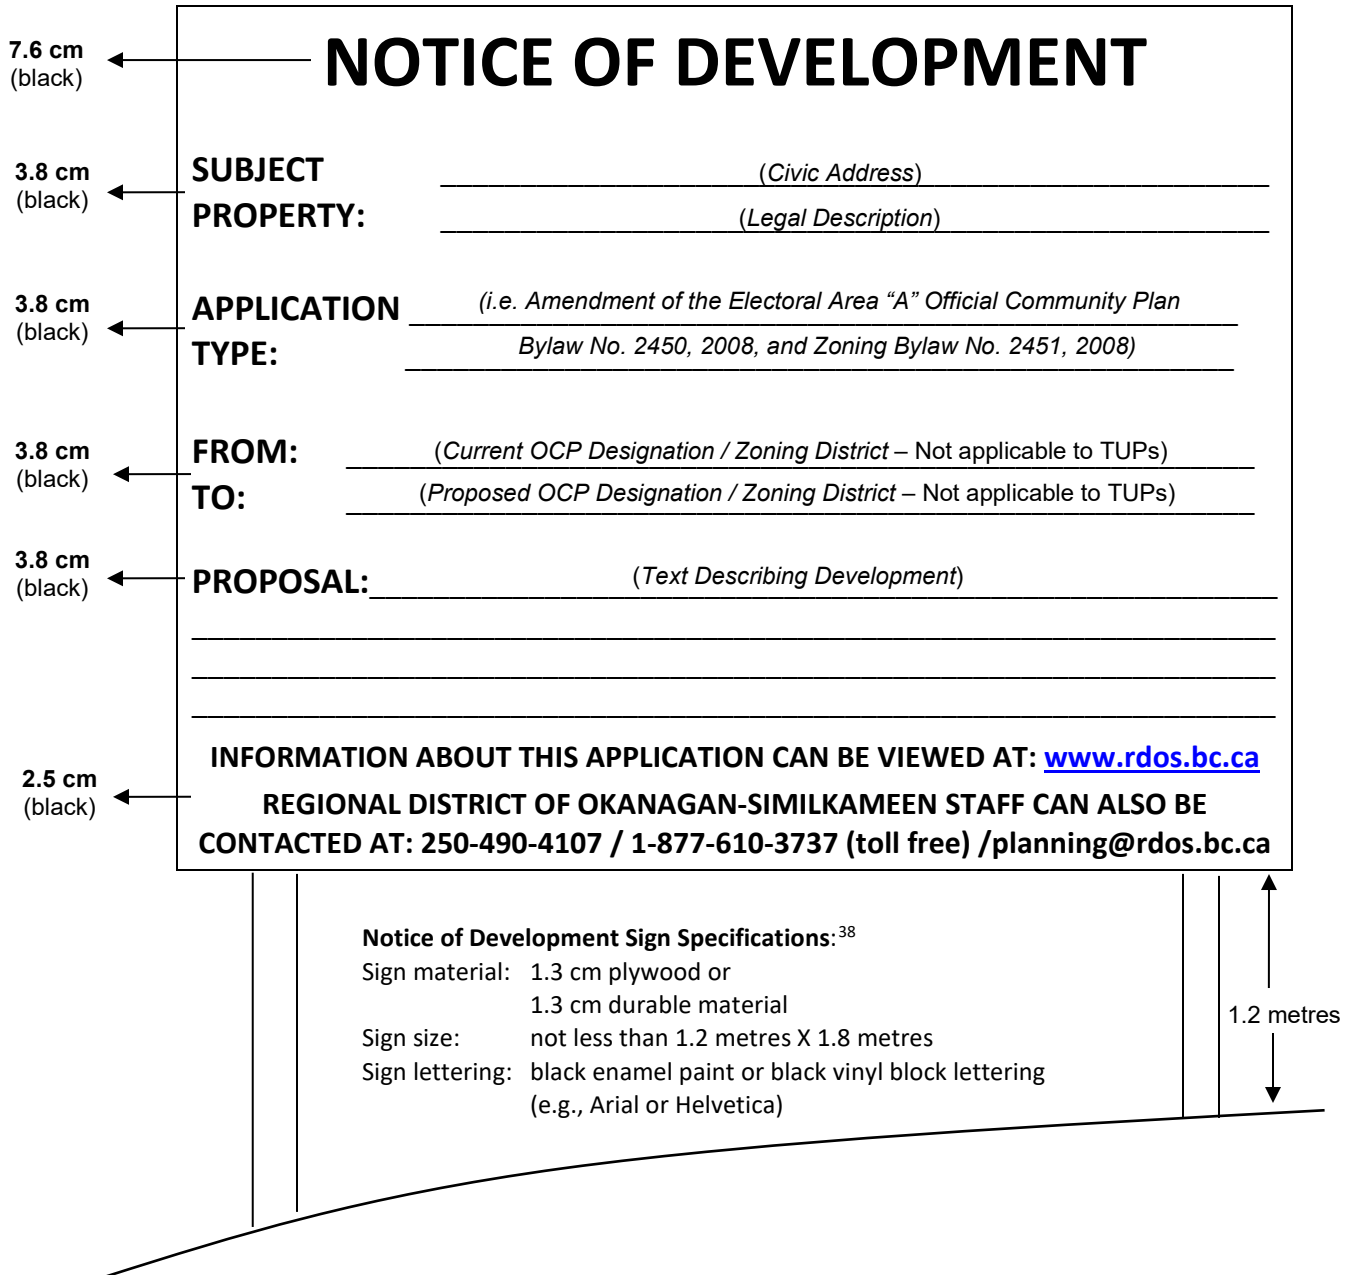 7.6 cm
(black)
NOTICE OF DEVELOPMENT
3.8 cm
(black)
SUBJECT
PROPERTY:
(Civic Address)
(Legal Description)
3.8 cm
(black)
APPLICATION
TYPE:
(i.e. Amendment of the Electoral Area “A” Official Community Plan
Bylaw No. 2450, 2008, and Zoning Bylaw No. 2451, 2008)
3.8 cm
(black)
FROM: (Current OCP Designation / Zoning District – Not applicable to TUPs)
TO: (Proposed OCP Designation / Zoning District – Not applicable to TUPs)
3.8 cm
(black)
PROPOSAL: (Text Describing Development)
INFORMATION ABOUT THIS APPLICATION CAN BE VIEWED AT: www.rdos.bc.ca
2.5 cm
(black)
REGIONAL DISTRICT OF OKANAGAN-SIMILKAMEEN STAFF CAN ALSO BE
CONTACTED AT: 250-490-4107 / 1-877-610-3737 (toll free) /planning@rdos.bc.ca
Notice of Development Sign Specifications:38
Sign material: 1.3 cm plywood or
1.3 cm durable material
Sign size: not less than 1.2 metres X 1.8 metres
Sign lettering: black enamel paint or black vinyl block lettering
(e.g., Arial or Helvetica)
1.2 metres